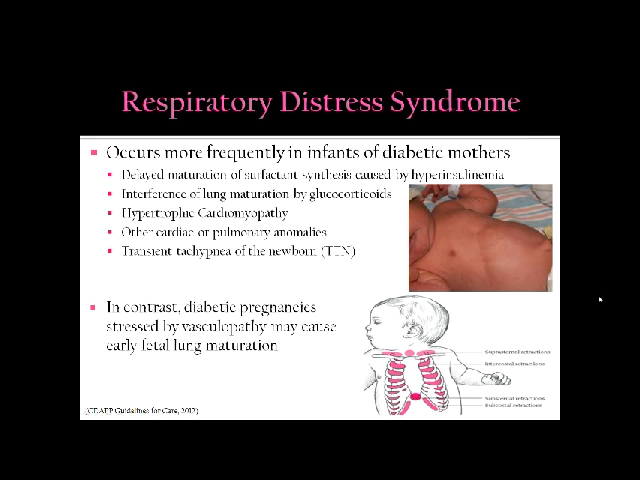 Respiratory Distress Syndrome
Occurs more frequently in infants of diabetic mothers
Delayed maturation of surfactant synthesis caused by hyperinsulinemia
Interference of lung maturation by glucocorticoids
Hypertrophic Cardiomyopathy
Other cardiac or pulmonary anomalies
Transient tachypnea of the newborn (TTN)
In contrast, diabetic pregnancies
stressed by vasculopathy may cause
early fetal lung maturation
Suprasternal retractions
Intercostal retractions
Substernal retractions
Subcostal retractions
Guidelines for Care,